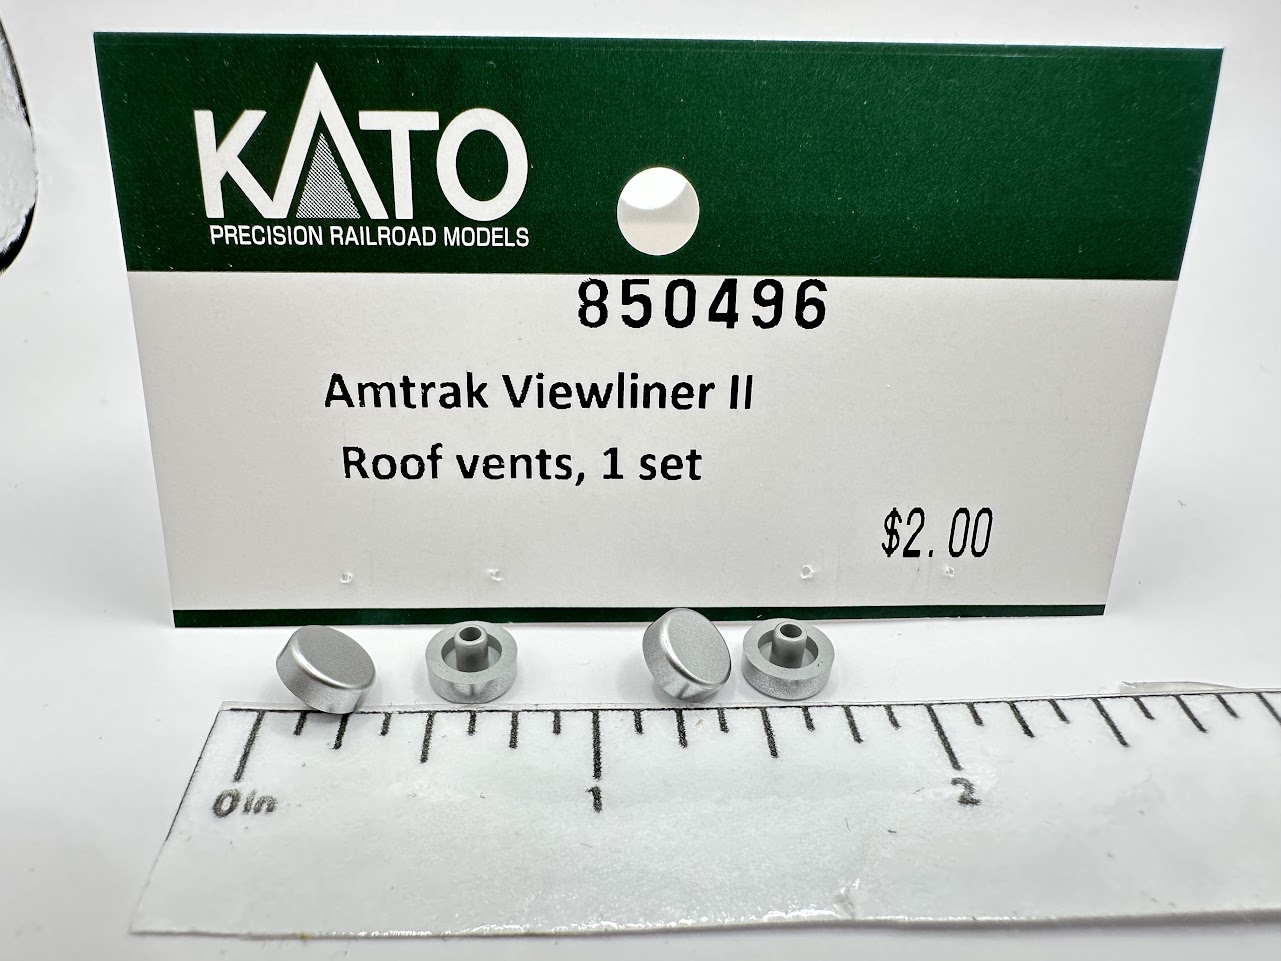 KATO
PRECISION RAILROAD MODELS
850496
Amtrak Viewliner II
Roof vents, 1 set
$2.00
0in 1 2